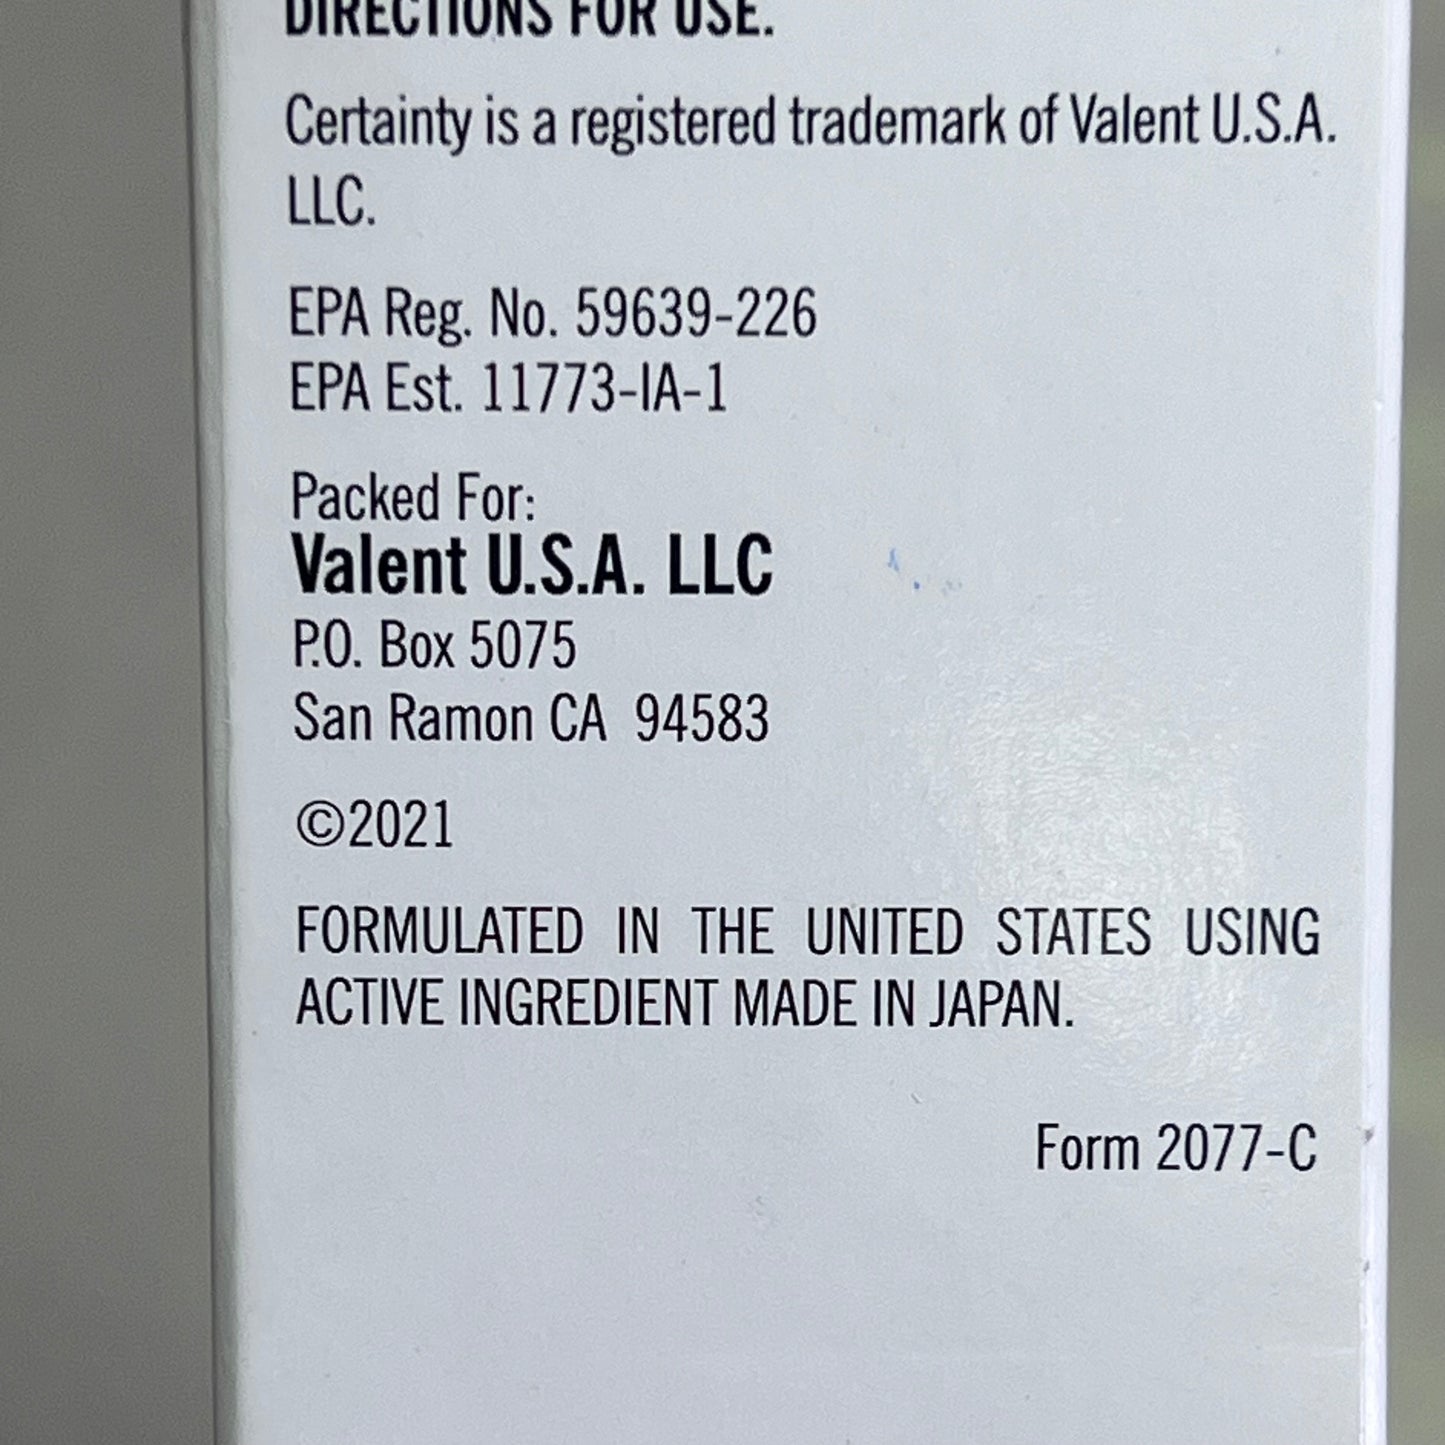 DIRECTIONS FOR USE.
Certainty is a registered trademark of Valent U.S.A.
LLC.
EPA Reg. No. 59639-226
EPA Est. 11773-IA-1
Packed For:
Valent U.S.A. LLC
P.O. Box 5075
San Ramon CA 94583
©2021
FORMULATED IN THE UNITED STATES USING
ACTIVE INGREDIENT MADE IN JAPAN.
Form 2077-C